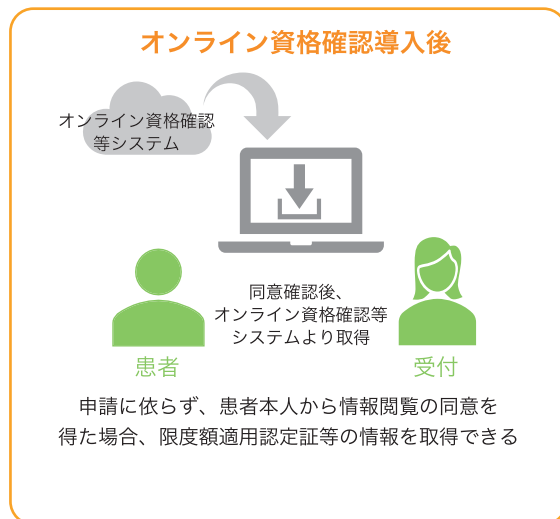 オンライン資格確認導入後
オンライン資格確認
等システム
同意確認後、
オンライン資格確認等
システムより取得
患者
受付
申請に依らず、患者本人から情報閲覧の同意を
得た場合、限度額適用認定証等の情報を取得できる